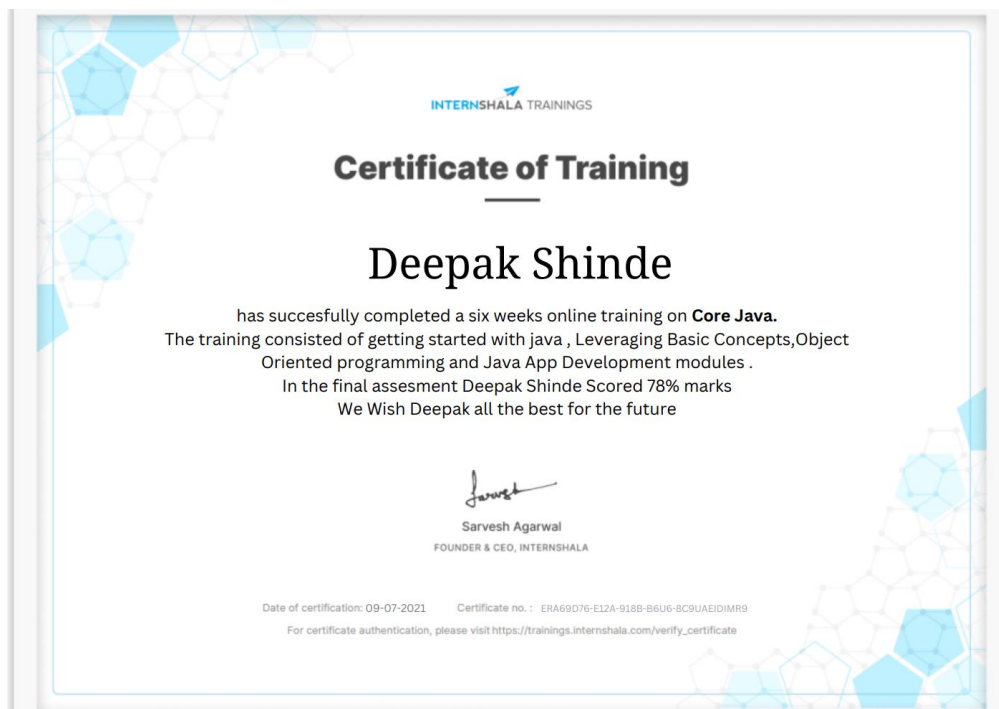 INTERNSHALA TRAININGS
Certificate of Training
Deepak Shinde
has succesfully completed a six weeks online training on Core Java.
The training consisted of getting started with java , Leveraging Basic Concepts,Object
Oriented programming and Java App Development modules .
In the final assesment Deepak Shinde Scored 78% marks
We Wish Deepak all the best for the future
Sarvesh
Sarvesh Agarwal
FOUNDER & CEO, INTERNSHALA
Date of certification: 09-07-2021 Certificate no. : ERA69D76-E12A-918B-B6U6-8C9UAEIDIMR9
For certificate authentication, please visit https://trainings.internshala.com/verify_certificate